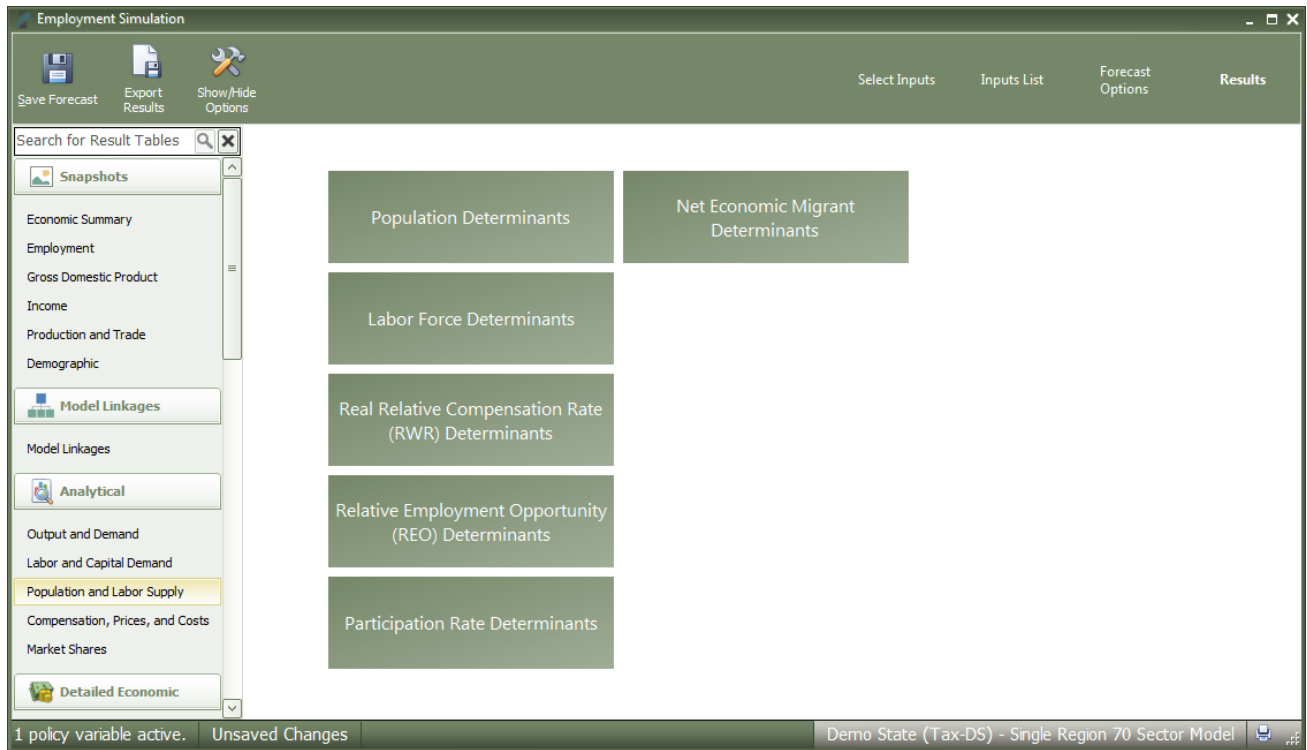 Employment Simulation
Save Forecast
Export
Results
Show/Hide
Options
Select Inputs
Inputs List
Forecast
Options
Results
Search for Result Tables
Snapshots
Economic Summary
Employment
Gross Domestic Product
Income
Production and Trade
Demographic
Model Linkages
Model Linkages
Analytical
Output and Demand
Labor and Capital Demand
Population and Labor Supply
Compensation, Prices, and Costs
Market Shares
Detailed Economic
Population Determinants
Net Economic Migrant
Determinants
Labor Force Determinants
Real Relative Compensation Rate
(RWR) Determinants
Relative Employment Opportunity
(REO) Determinants
Participation Rate Determinants
1 policy variable active.
Unsaved Changes
Demo State (Tax-DS) - Single Region 70 Sector Model